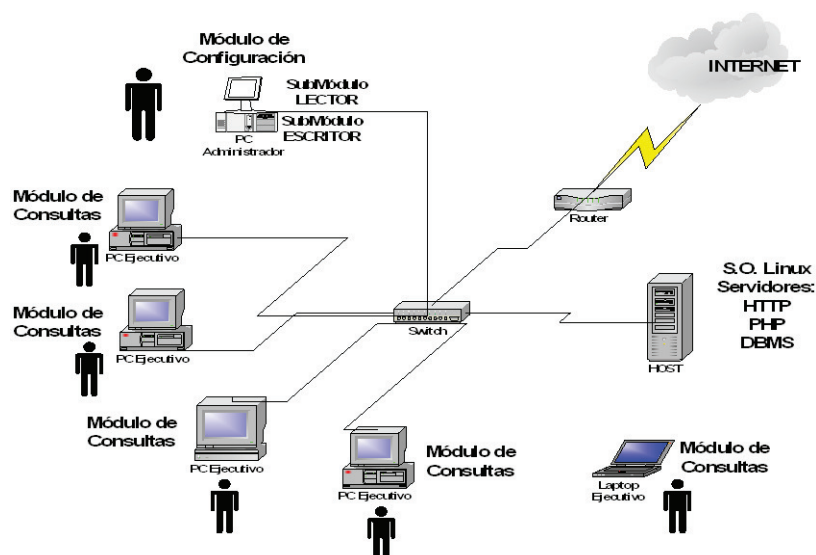 Módulo de
Configuración
SubMódulo
LECTOR
SubMódulo
ESCRITOR
PC
Administrador
INTERNET
Router
Módulo de
Consultas
PC Ejecutivo
Módulo de
Consultas
PC Ejecutivo
Switch
S.O. Linux
Servidores:
HTTP
PHP
DBMS
HOST
Módulo de
Consultas
PC Ejecutivo
Módulo de
Consultas
PC Ejecutivo
Módulo de
Consultas
Laptop
Ejecutivo